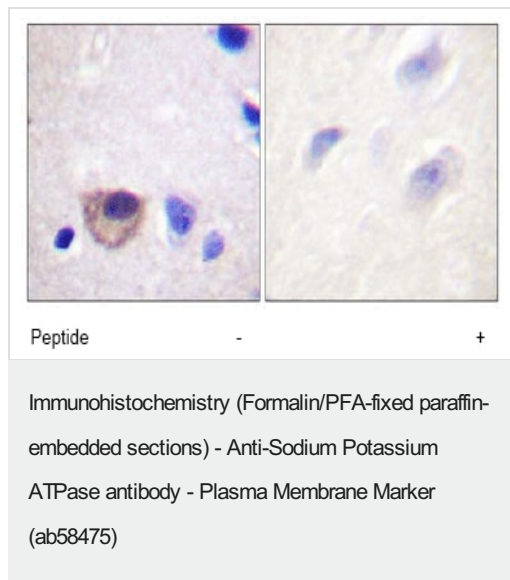 Peptide - +
Immunohistochemistry (Formalin/PFA-fixed paraffin-
embedded sections) - Anti-Sodium Potassium
ATPase antibody - Plasma Membrane Marker
(ab58475)